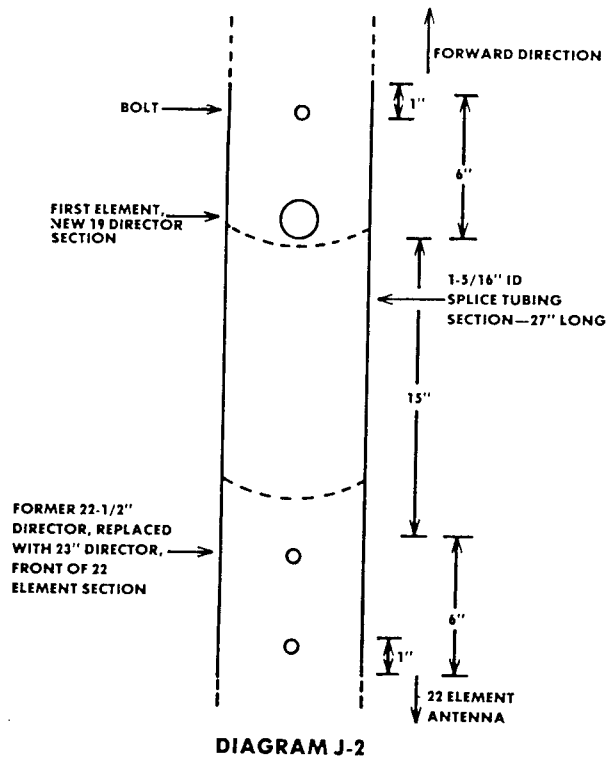 FORWARD DIRECTION
BOLT
1"
6"
FIRST ELEMENT,
NEW 19 DIRECTOR
SECTION
1-5/16" ID
SPLICE TUBING
SECTION—27" LONG
15"
FORMER 22-1/2"
DIRECTOR, REPLACED
WITH 23" DIRECTOR,
FRONT OF 22
ELEMENT SECTION
6"
1"
22 ELEMENT
ANTENNA
DIAGRAM J-2